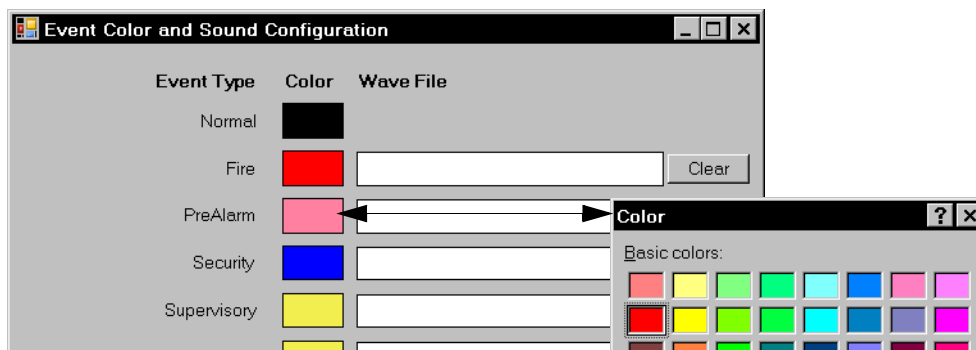 Event Color and Sound Configuration
Event Type Color Wave File
Normal
Fire Clear
PreAlarm
Color ?
Security
Basic colors:
Supervisory